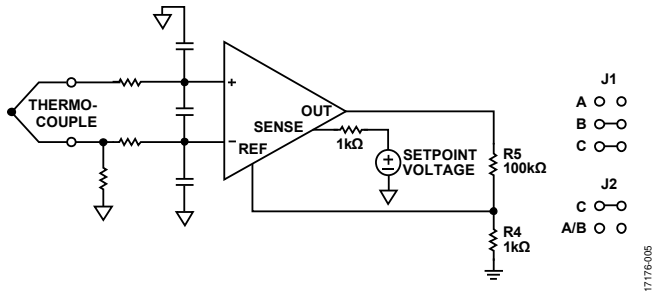 THERMO-
COUPLE
+
−
OUT
SENSE
REF
1kΩ
+
−
SETPOINT
VOLTAGE
R5
100kΩ
R4
1kΩ
J1
A
B
C
J2
C
A/B
17176-005